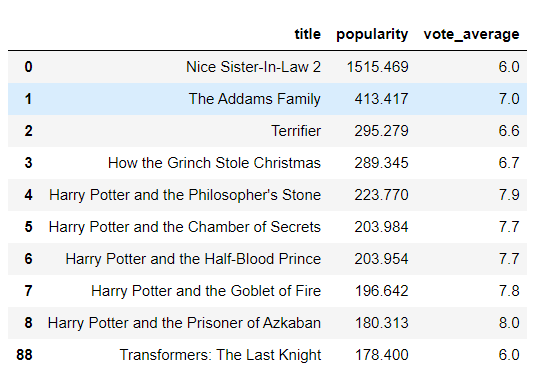 title popularity vote_average
0 Nice Sister-In-Law 2 1515.469 6.0
1 The Addams Family 413.417 7.0
2 Terrifier 295.279 6.6
3 How the Grinch Stole Christmas 289.345 6.7
4 Harry Potter and the Philosopher's Stone 223.770 7.9
5 Harry Potter and the Chamber of Secrets 203.984 7.7
6 Harry Potter and the Half-Blood Prince 203.954 7.7
7 Harry Potter and the Goblet of Fire 196.642 7.8
8 Harry Potter and the Prisoner of Azkaban 180.313 8.0
88 Transformers: The Last Knight 178.400 6.0